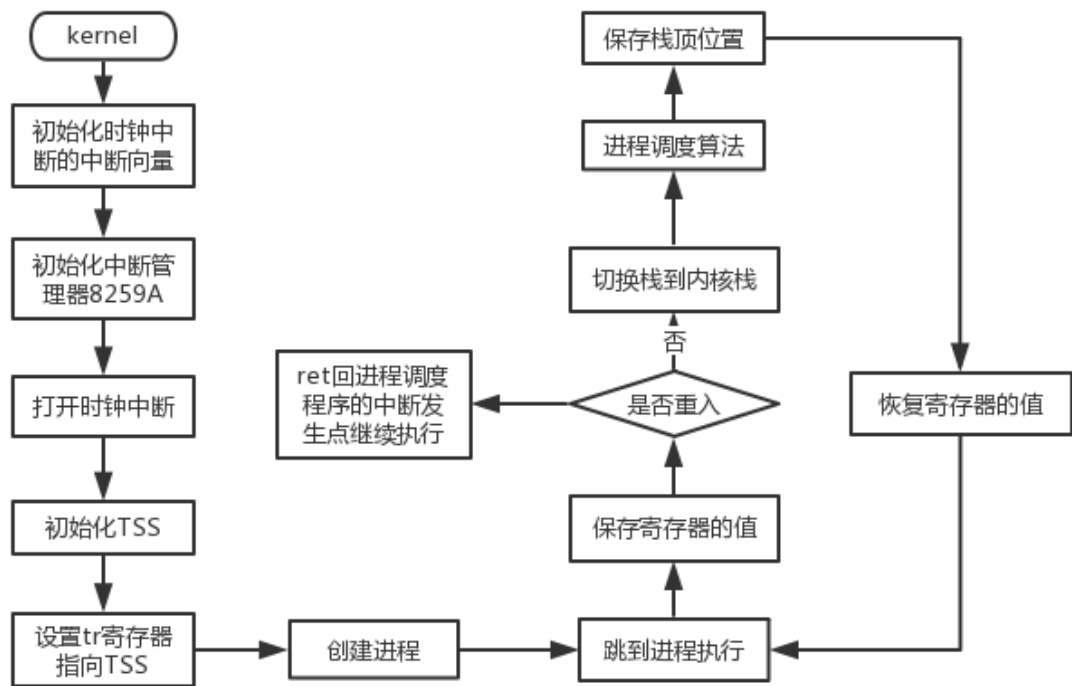 kernel
初始化时钟中
断的中断向量
初始化中断管
理器8259A
打开时钟中断
初始化TSS
设置tr寄存器
指向TSS
创建进程
跳到进程执行
保存寄存器的值
是否重入
ret回进程调度
程序的中断发
生点继续执行
否
切换栈到内核栈
进程调度算法
保存栈顶位置
恢复寄存器的值